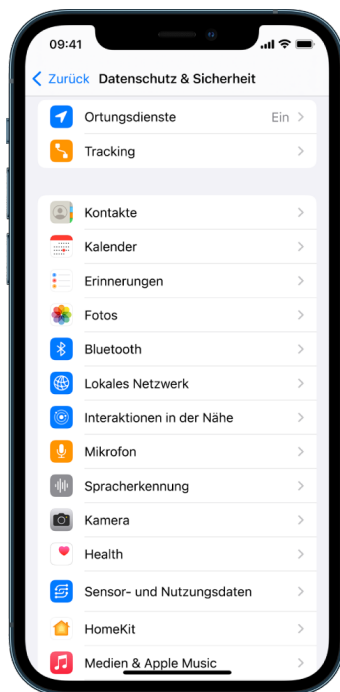 09:41
Zurück Datenschutz & Sicherheit
Ortungsdienste Ein
Tracking
Kontakte
Kalender
Erinnerungen
Fotos
Bluetooth
Lokales Netzwerk
Interaktionen in der Nähe
Mikrofon
Spracherkennung
Kamera
Health
Sensor- und Nutzungsdaten
HomeKit
Medien & Apple Music